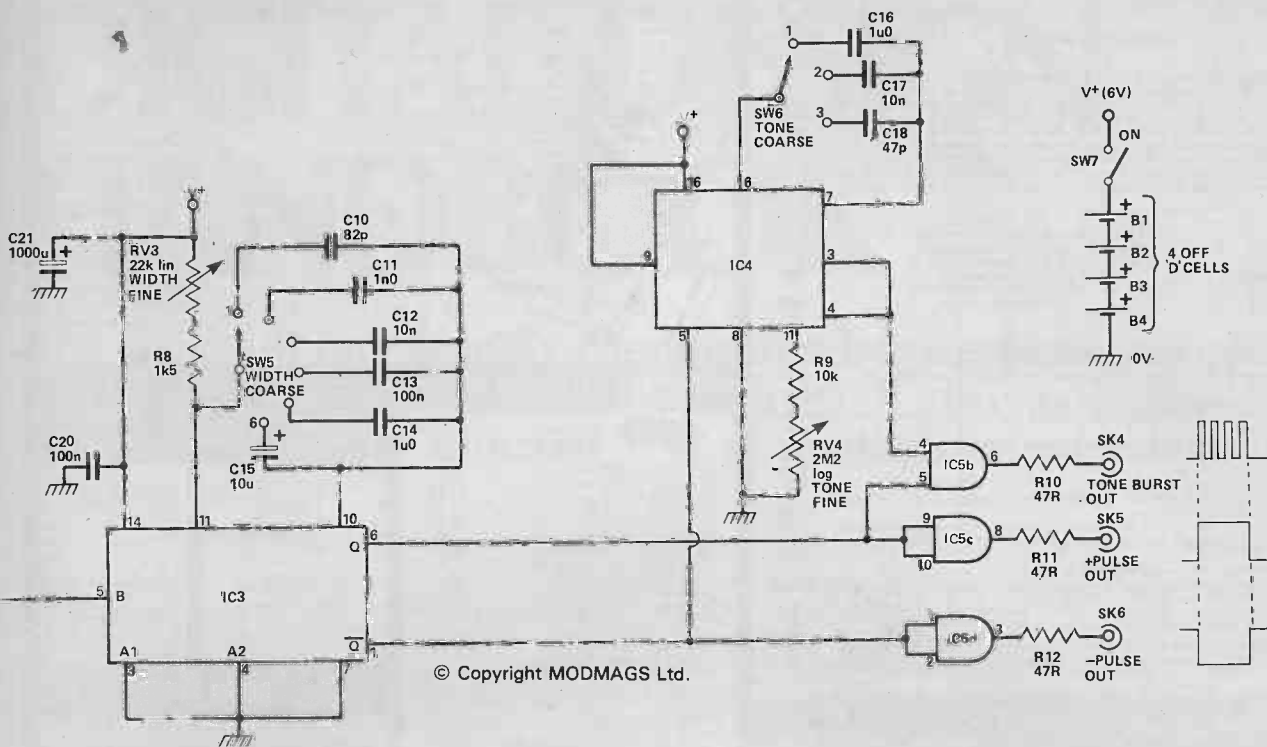 C21
1000u
+
V+
RV3
22k lin
WIDTH
FINE
R8
1k5
C20
100n
C10
82p
C11
1n0
C12
10n
C13
100n
C14
1u0
SW5
WIDTH
COARSE
6
+
C15
10u
14
11
10
5
B
IC3
Q
6
Q
1
A1
A2
3
4
7
© Copyright MODMAGS Ltd.
1
2
3
SW6
TONE
COARSE
C16
1u0
C17
10n
C18
47p
+
6
6
7
9
IC4
3
4
5
8
11
R9
10k
RV4
2M2
log
TONE
FINE
V+ (6V)
ON
SW7
+
B1
+
B2
+
B3
+
B4
4 OFF
'D' CELLS
0V
4
5
IC5b
6
R10
47R
SK4
TONE BURST
OUT
9
10
IC5c
8
R11
47R
SK5
+PULSE
OUT
2
3
R12
47R
SK6
–PULSE
OUT